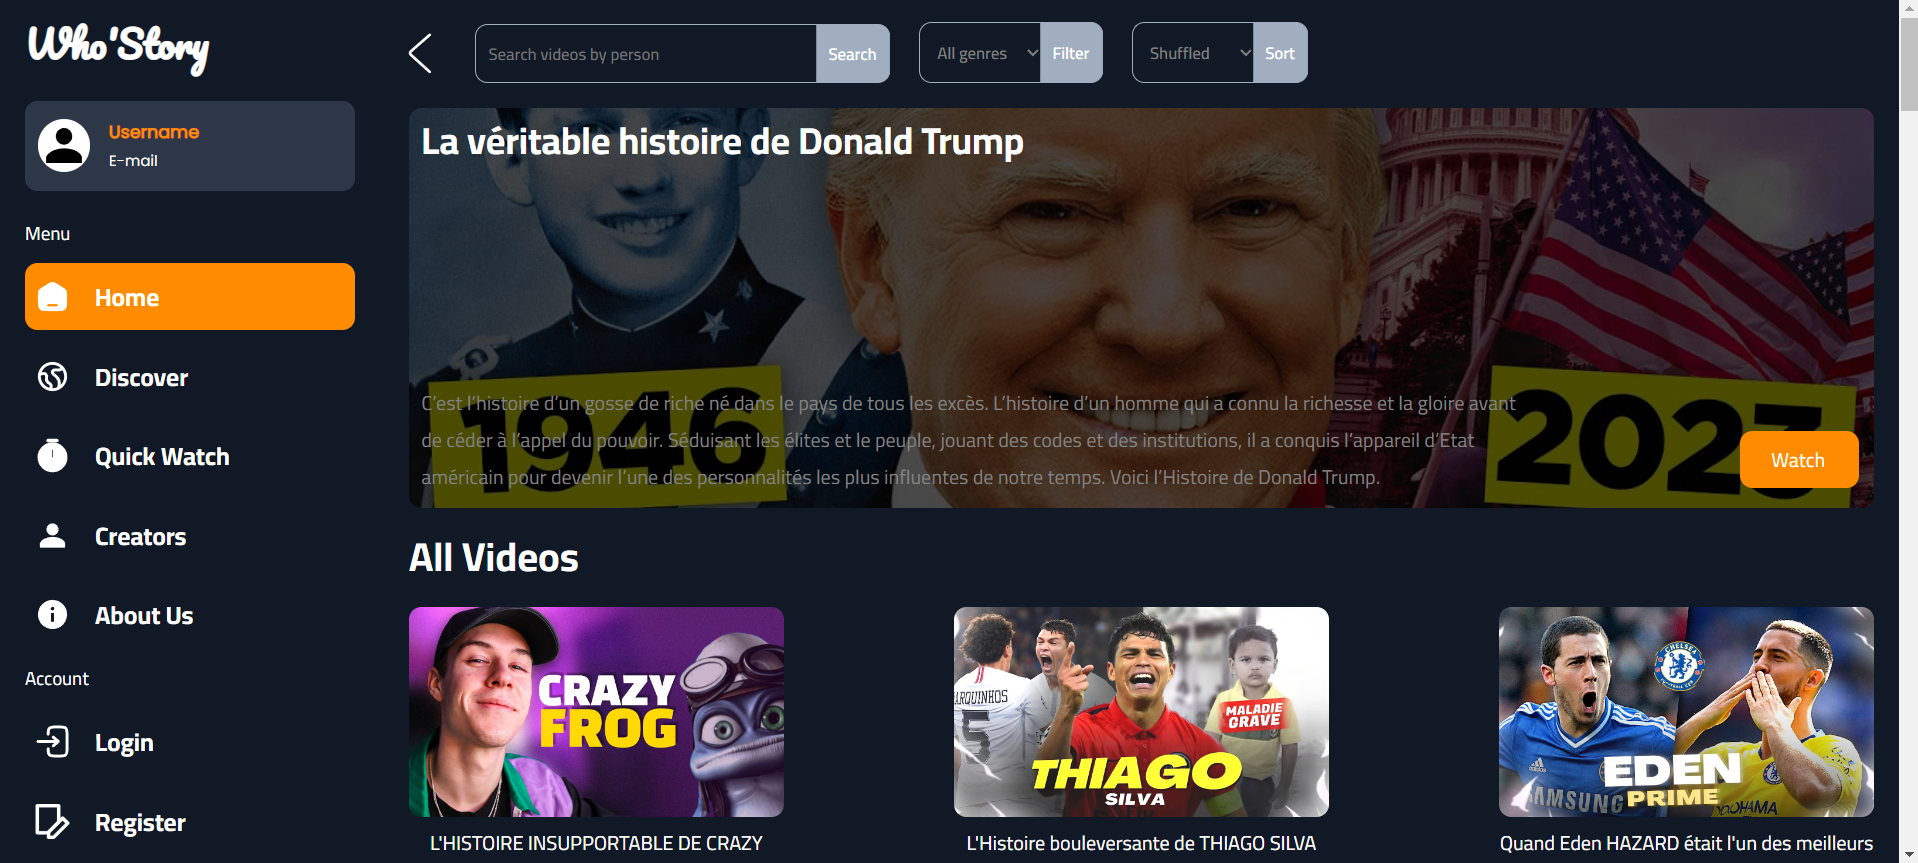 Who'Story
Username
E-mail
Menu
Home
Discover
Quick Watch
Creators
About Us
Account
Login
Register
Search videos by person
Search
All genres
Filter
Shuffled
Sort
La véritable histoire de Donald Trump
1946
2023
C’est l’histoire d’un gosse de riche né dans le pays de tous les excès. L’histoire d’un homme qui a connu la richesse et la gloire avant
de céder à l’appel du pouvoir. Séduisant les élites et le peuple, jouant des codes et des institutions, il a conquis l’appareil d’Etat
américain pour devenir l’une des personnalités les plus influentes de notre temps. Voici l’Histoire de Donald Trump.
Watch
All Videos
CRAZY
FROG
L'HISTOIRE INSUPPORTABLE DE CRAZY
ARQUINHOS
5
MALADIE
GRAVE
THIAGO
SILVA
L'Histoire bouleversante de THIAGO SILVA
CHELSEA
adidas
SAMSUNG
EDEN
PRIME
YOKOHAMA
Quand Eden HAZARD était l'un des meilleurs